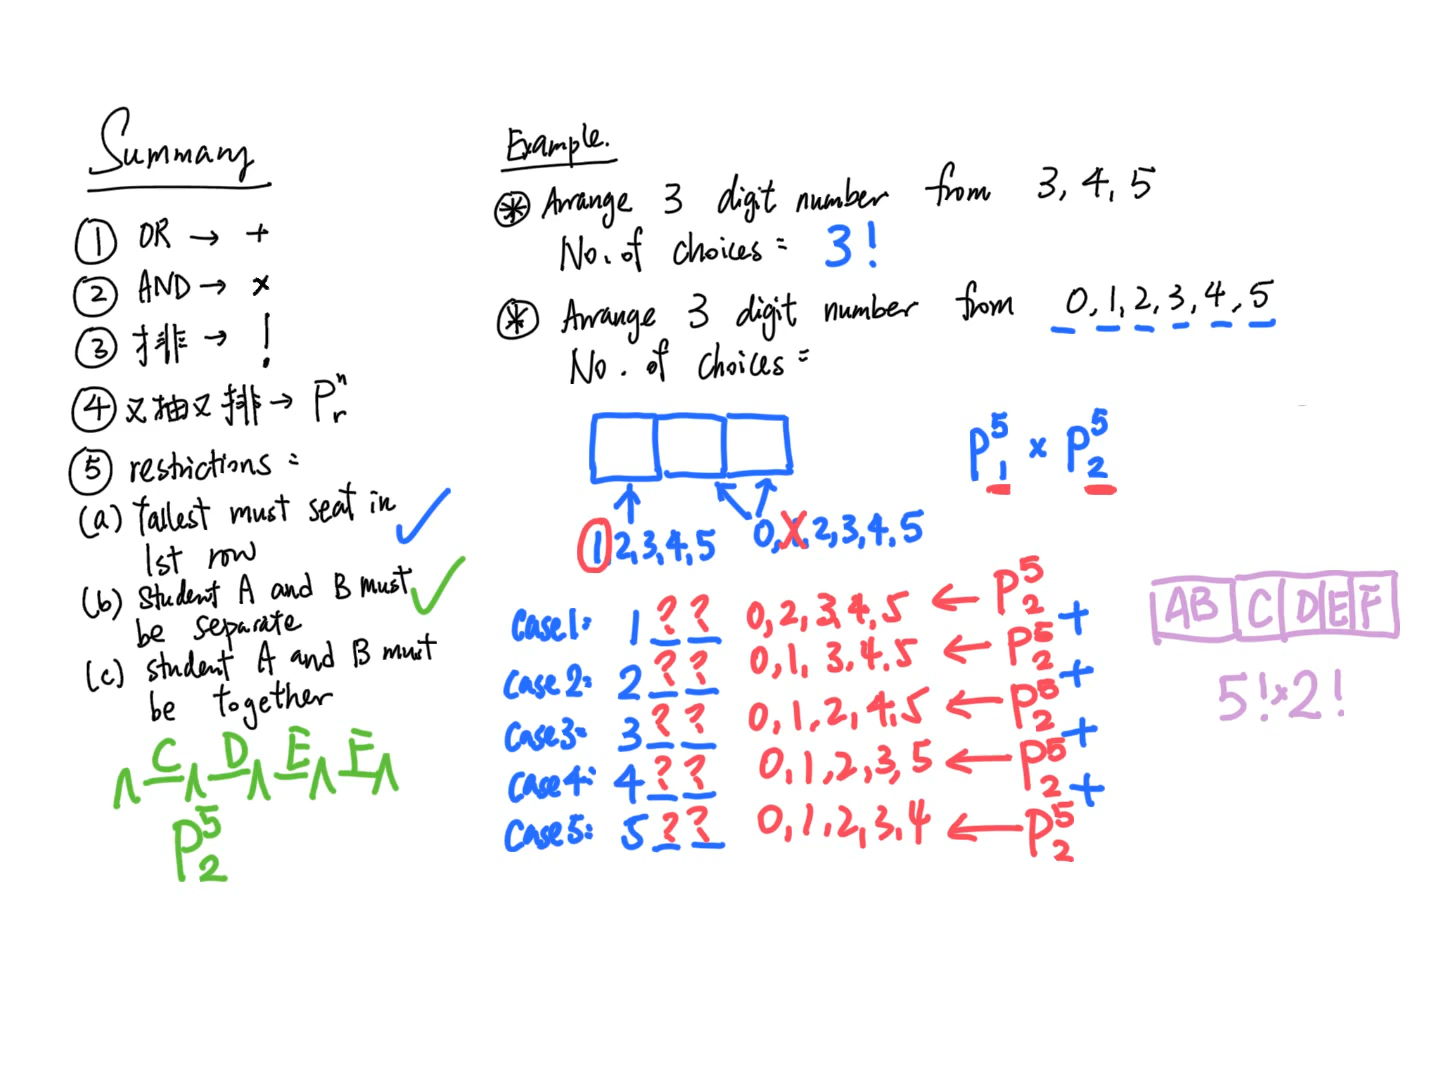 Summary
① OR → +
② AND → ×
③ 排 → !
④ 又抽又排 → Pⁿᵣ
⑤ restrictions :
(a) Tallest must seat in
1st row
(b) Student A and B must
be separate
(c) Student A and B must
be together
C D E F
P⁵₂
Example.
⊛ Arrange 3 digit number from 3, 4, 5
No. of choices = 3!
⊛ Arrange 3 digit number from 0, 1, 2, 3, 4, 5
No. of choices =
P⁵₁ × P⁵₂
1 2, 3, 4, 5 0, 1, 2, 3, 4, 5
Case 1: 1 ? ? 0, 2, 3, 4, 5 ← P⁵₂ +
Case 2: 2 ? ? 0, 1, 3, 4, 5 ← P⁵₂ +
Case 3: 3 ? ? 0, 1, 2, 4, 5 ← P⁵₂ +
Case 4: 4 ? ? 0, 1, 2, 3, 5 ← P⁵₂ +
Case 5: 5 ? ? 0, 1, 2, 3, 4 ← P⁵₂
AB C D E F
5! × 2!